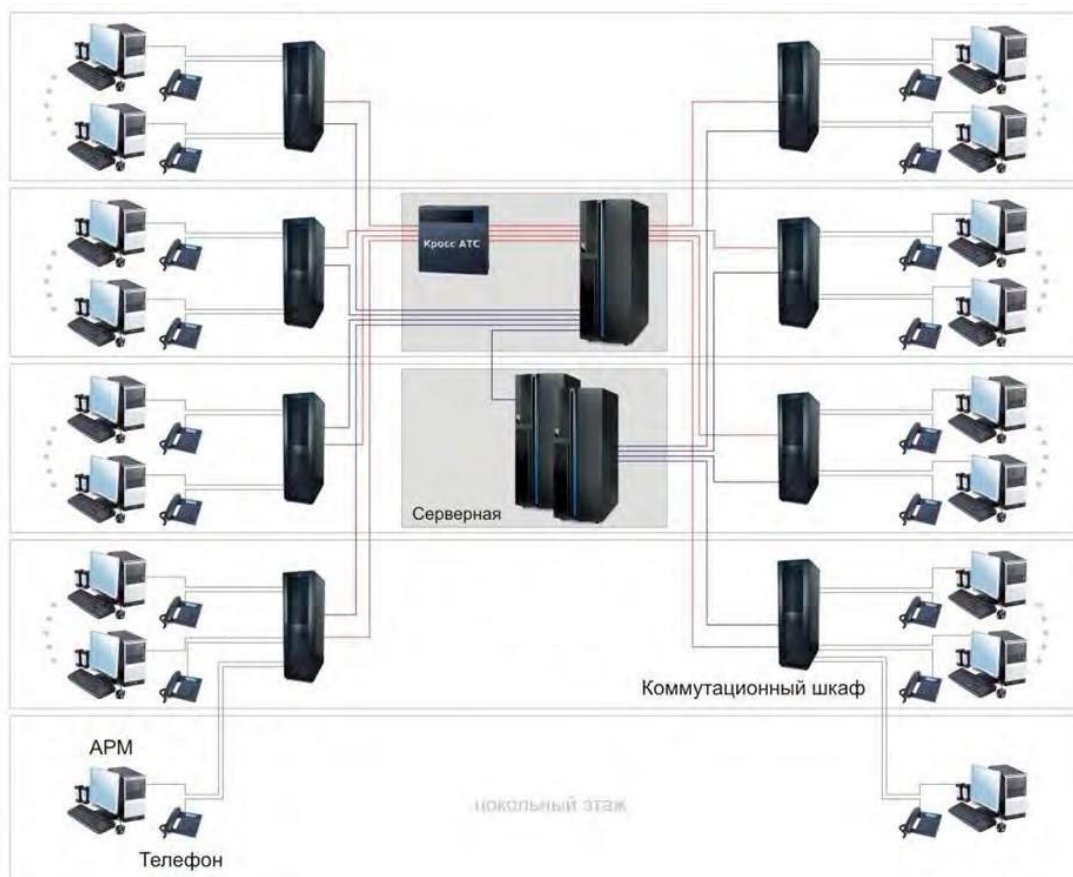 Кросс АТС
Серверная
Коммутационный шкаф
АРМ
цокольный этаж
Телефон